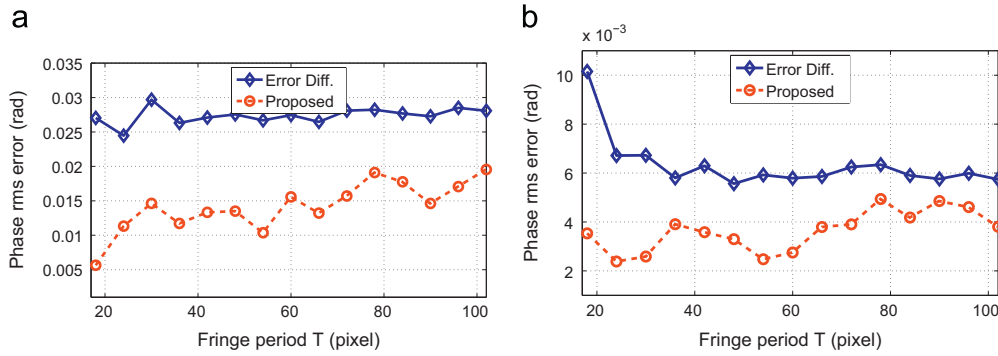 a
0.035
0.03
0.025
0.02
0.015
0.01
0.005
20
40
60
80
100
Phase rms error (rad)
Fringe period T (pixel)
Error Diff.
Proposed
b
x 10⁻³
10
8
6
4
2
20
40
60
80
100
Phase rms error (rad)
Fringe period T (pixel)
Error Diff.
Proposed